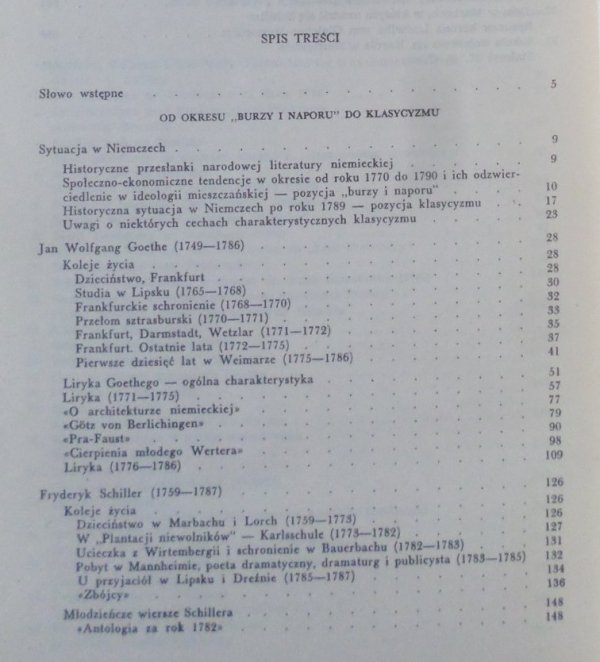 SPIS TREŚCI
Słowo wstępne . . . . . . . . . . 5
OD OKRESU „BURZY I NAPORU” DO KLASYCYZMU
Sytuacja w Niemczech . . . . . . . . . . 9
Historyczne przesłanki narodowej literatury niemieckiej . . . . 9
Społeczno-ekonomiczne tendencje w okresie od roku 1770 do 1790 i ich odzwier-
ciedlenie w ideologii mieszczańskiej — pozycja „burzy i naporu” . . . 10
Historyczna sytuacja w Niemczech po roku 1789 — pozycja klasycyzmu . . 17
Uwagi o niektórych cechach charakterystycznych klasycyzmu . . . 23
Jan Wolfgang Goethe (1749—1786) . . . . . . . . 28
Koleje życia . . . . . . . . . . 28
Dzieciństwo, Frankfurt . . . . . . . . 28
Studia w Lipsku (1765—1768) . . . . . . . 30
Frankfurckie schronienie (1768—1770) . . . . . . 32
Przełom sztrasburski (1770—1771) . . . . . . 33
Frankfurt, Darmstadt, Wetzlar (1771—1772) . . . . . 35
Frankfurt. Ostatnie lata (1772—1775) . . . . . . 37
Pierwsze dziesięć lat w Weimarze (1775—1786) . . . . . 41
Liryka Goethego — ogólna charakterystyka . . . . . . 51
Liryka (1771—1775) . . . . . . . . . 57
«O architekturze niemieckiej» . . . . . . . 77
«Götz von Berlichingen» . . . . . . . . 79
«Pra-Faust» . . . . . . . . . . 90
«Cierpienia młodego Wertera» . . . . . . . 98
Liryka (1776—1786) . . . . . . . . . 109
Fryderyk Schiller (1759—1787) . . . . . . . . 126
Koleje życia . . . . . . . . . . 126
Dzieciństwo w Marbachu i Lorch (1759—1773) . . . . . 126
W „Plantacji niewolników” — Karlsschule (1773—1782) . . . 127
Ucieczka z Wirtembergii i schronienie w Bauerbachu (1782—1783) . . 131
Pobyt w Mannheimie, poeta dramatyczny, dramaturg i publicysta (1783—1785) 132
U przyjaciół w Lipsku i Dreźnie (1785—1787) . . . . . 134
«Zbójcy» . . . . . . . . . . 136
Młodzieńcze wiersze Schillera . . . . . . . 148
«Antologia za rok 1782» . . . . . . . . 148